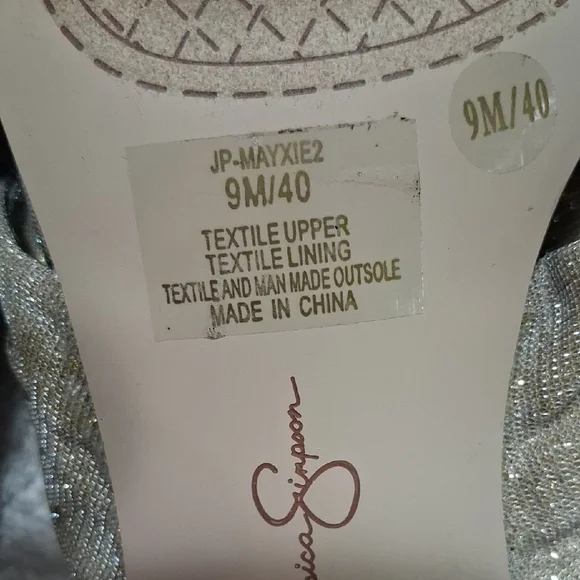 9M/40
JP-MAYXIE2
9M/40
TEXTILE UPPER
TEXTILE LINING
TEXTILE AND MAN MADE OUTSOLE
MADE IN CHINA
sica Simpson